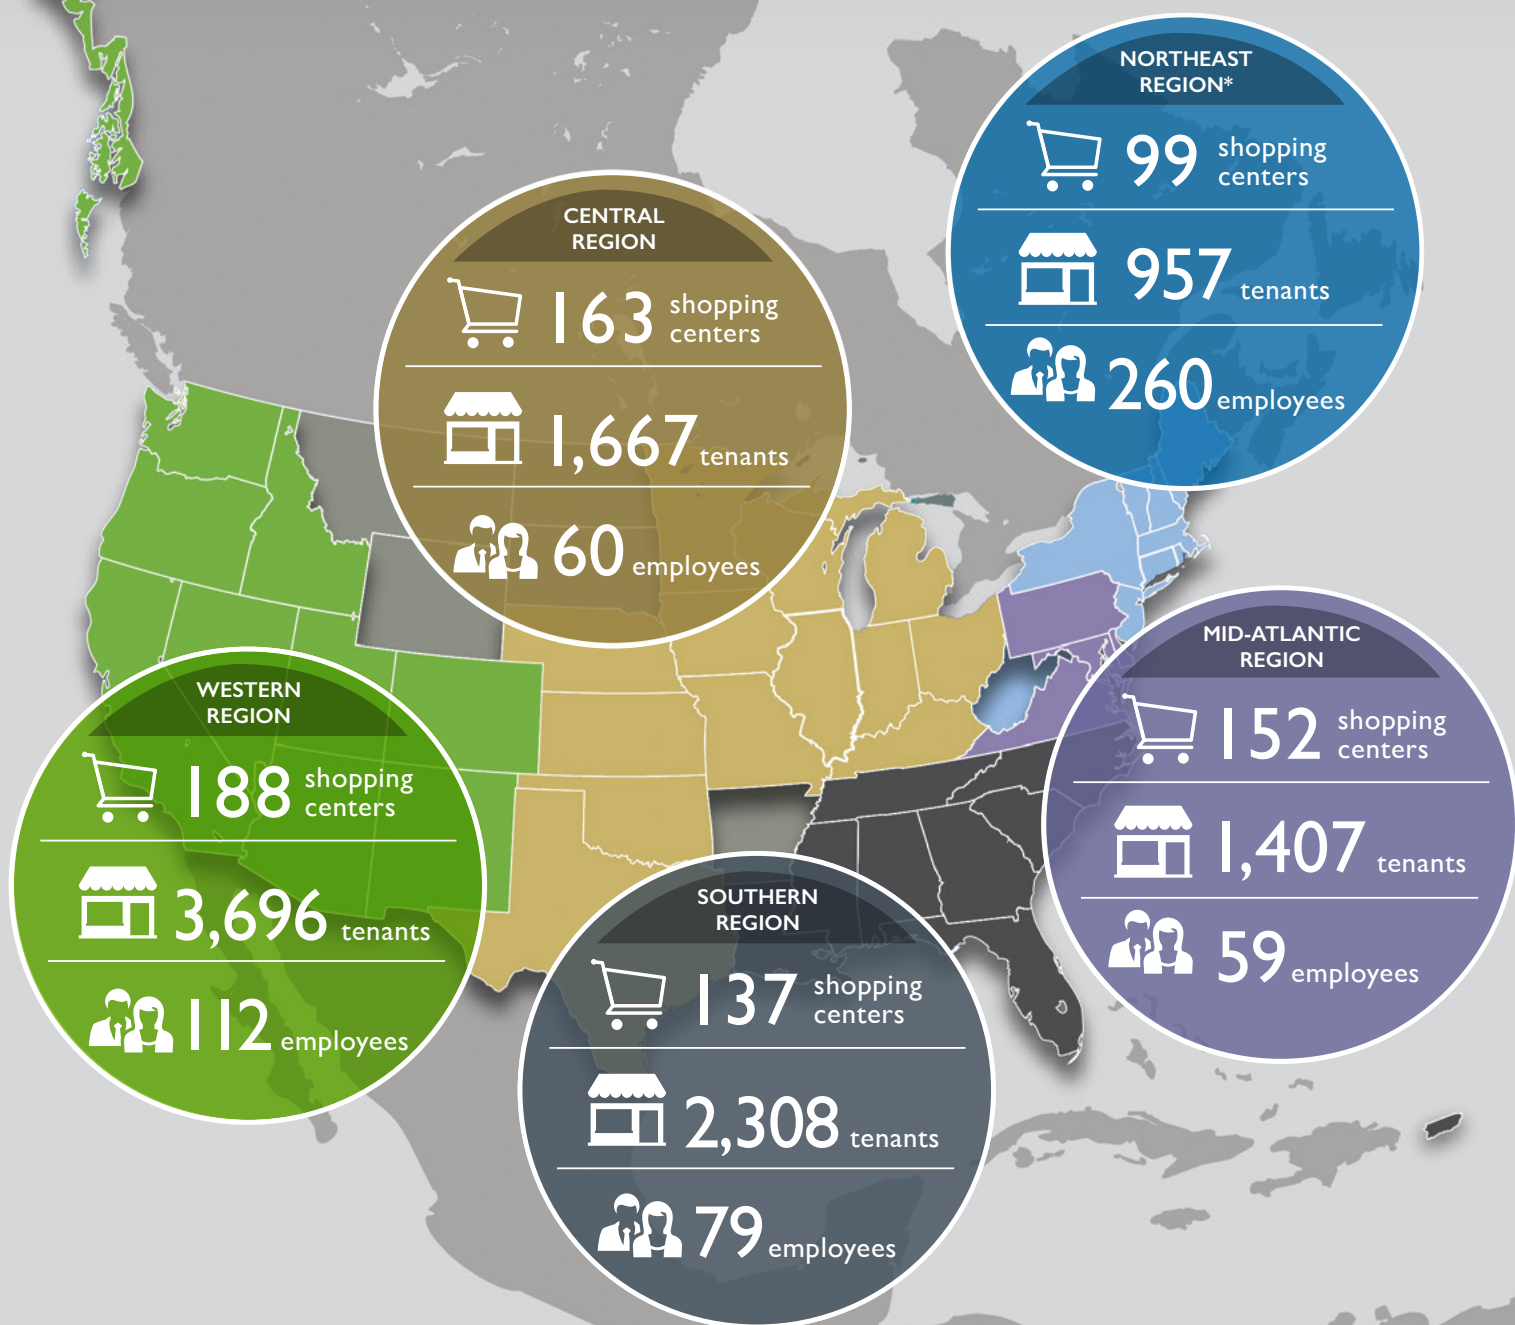 NORTHEAST
REGION*
99 shopping
centers
957 tenants
260 employees
CENTRAL
REGION
163 shopping
centers
1,667 tenants
60 employees
MID-ATLANTIC
REGION
152 shopping
centers
1,407 tenants
59 employees
WESTERN
REGION
188 shopping
centers
3,696 tenants
112 employees
SOUTHERN
REGION
137 shopping
centers
2,308 tenants
79 employees